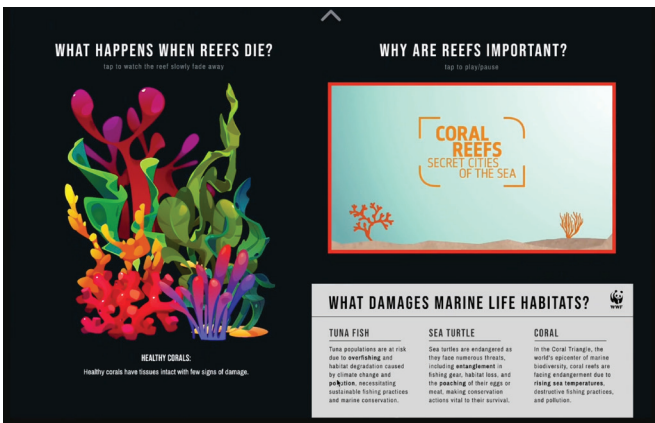 WHAT HAPPENS WHEN REEFS DIE?
tap to watch the reef slowly fade away
HEALTHY CORALS:
Healthy corals have tissues intact with few signs of damage.
WHY ARE REEFS IMPORTANT?
tap to play/pause
CORAL
REEFS
SECRET CITIES
OF THE SEA
WHAT DAMAGES MARINE LIFE HABITATS?
WWF
TUNA FISH
Tuna populations are at risk
due to overfishing and
habitat degradation caused
by climate change and
pollution, necessitating
sustainable fishing practices
and marine conservation.
SEA TURTLE
Sea turtles are endangered as
they face numerous threats,
including entanglement in
fishing gear, habitat loss, and
the poaching of their eggs or
meat, making conservation
actions vital to their survival.
CORAL
In the Coral Triangle, the
world's epicenter of marine
biodiversity, coral reefs are
facing endangerment due to
rising sea temperatures,
destructive fishing practices,
and pollution.